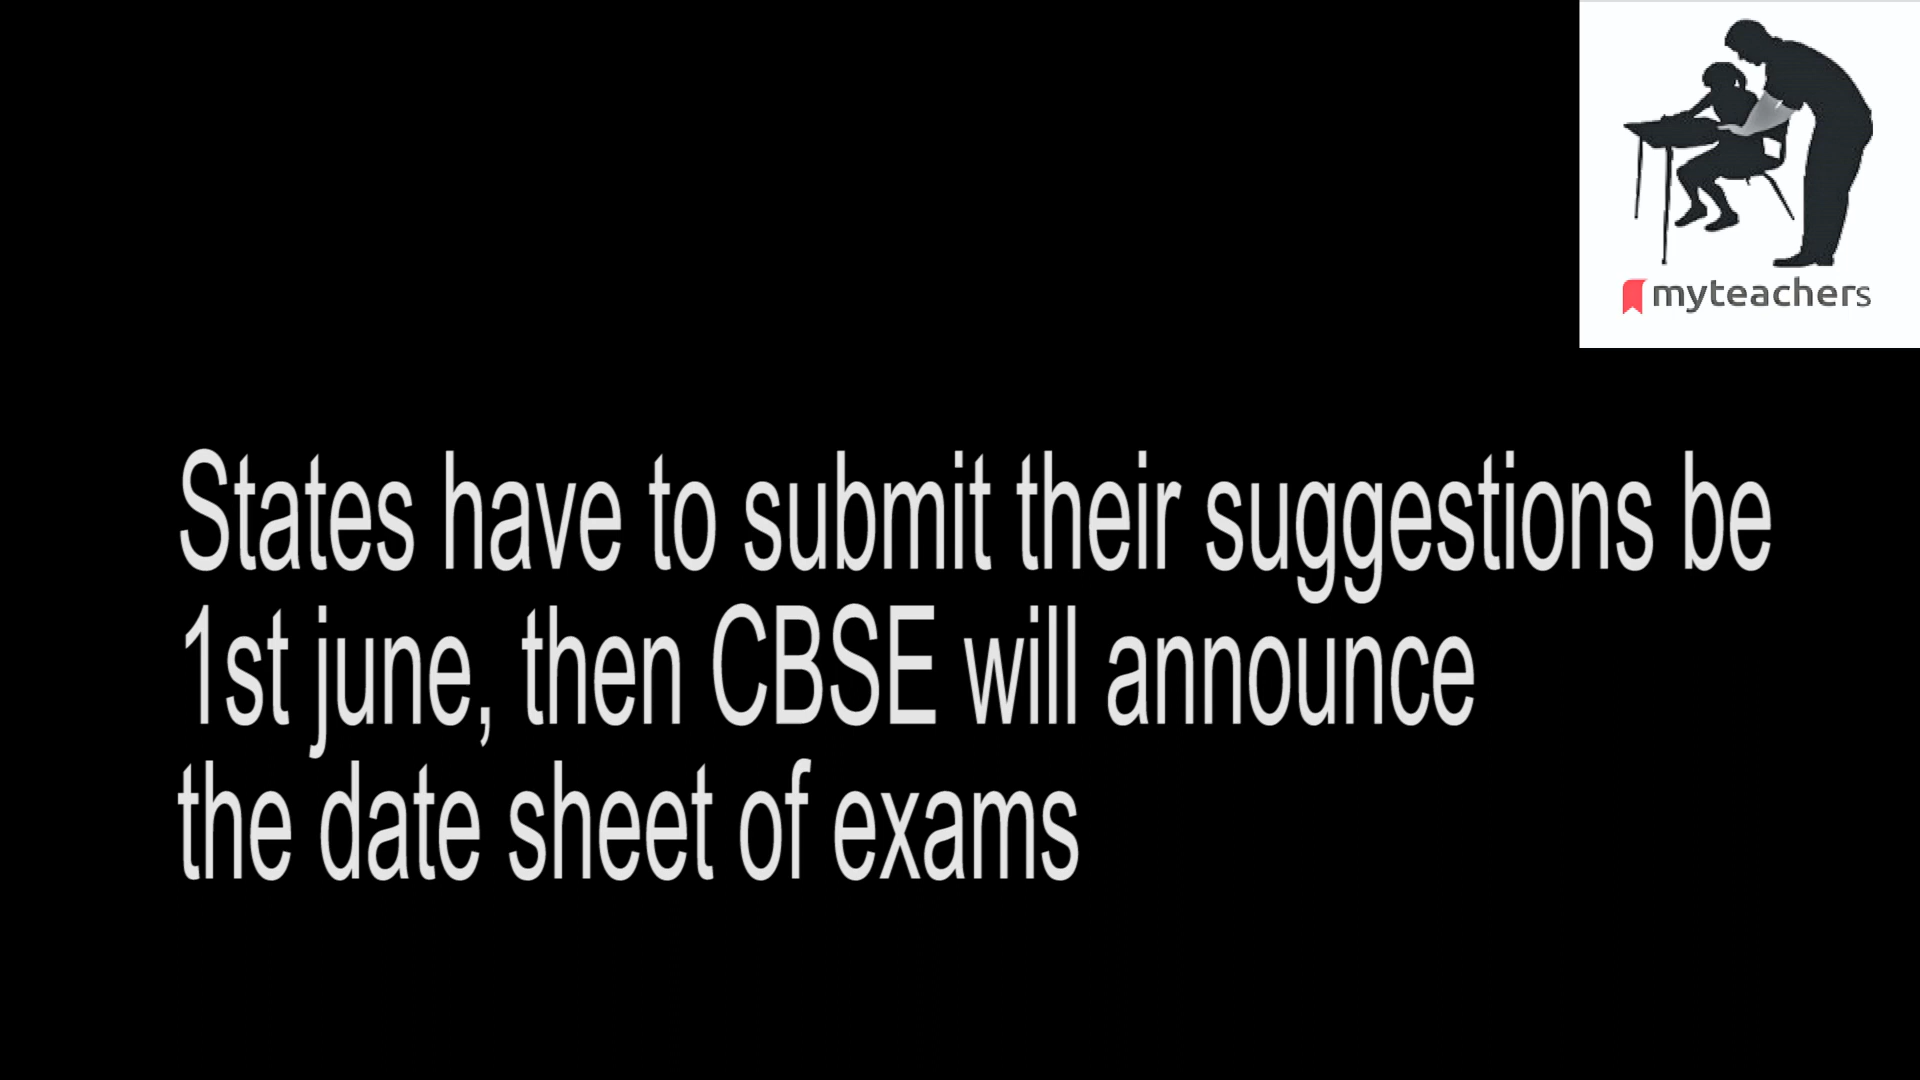 myteachers
States have to submit their suggestions be
1st june, then CBSE will announce
the date sheet of exams